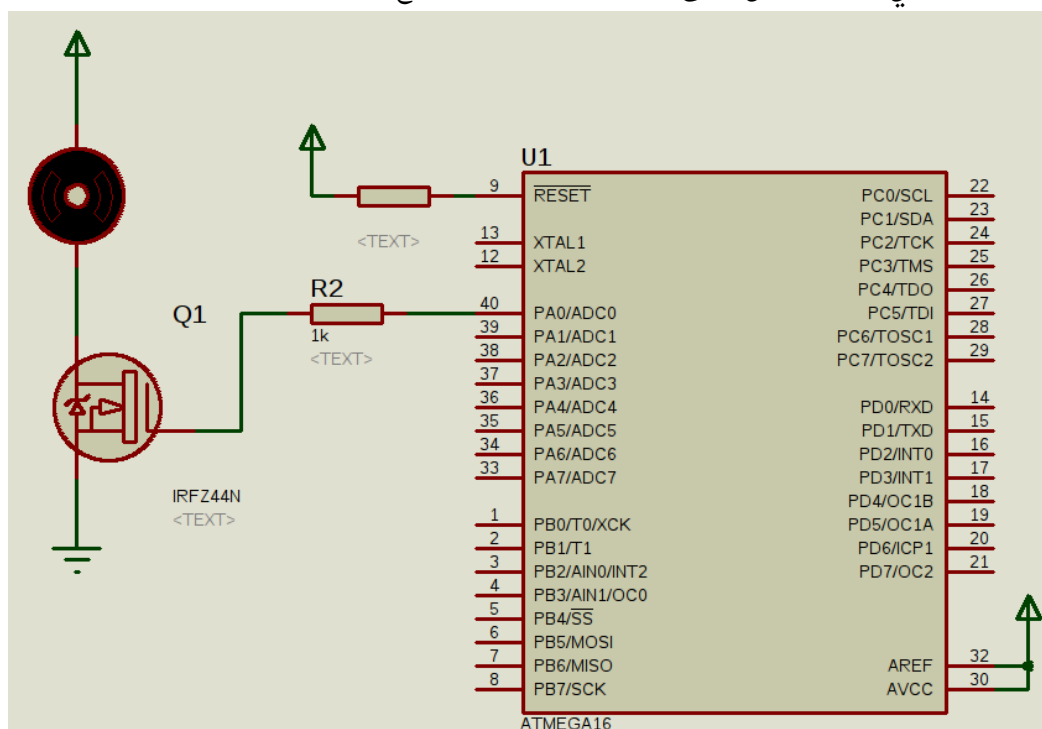 U1
9
RESET
<TEXT>
13
XTAL1
12
XTAL2
R2
1k
<TEXT>
Q1
IRFZ44N
<TEXT>
40
PA0/ADC0
39
PA1/ADC1
38
PA2/ADC2
37
PA3/ADC3
36
PA4/ADC4
35
PA5/ADC5
34
PA6/ADC6
33
PA7/ADC7
1
PB0/T0/XCK
2
PB1/T1
3
PB2/AIN0/INT2
4
PB3/AIN1/OC0
5
PB4/SS
6
PB5/MOSI
7
PB6/MISO
8
PB7/SCK
PC0/SCL
22
PC1/SDA
23
PC2/TCK
24
PC3/TMS
25
PC4/TDO
26
PC5/TDI
27
PC6/TOSC1
28
PC7/TOSC2
29
PD0/RXD
14
PD1/TXD
15
PD2/INT0
16
PD3/INT1
17
PD4/OC1B
18
PD5/OC1A
19
PD6/ICP1
20
PD7/OC2
21
AREF
32
AVCC
30
ATMEGA16